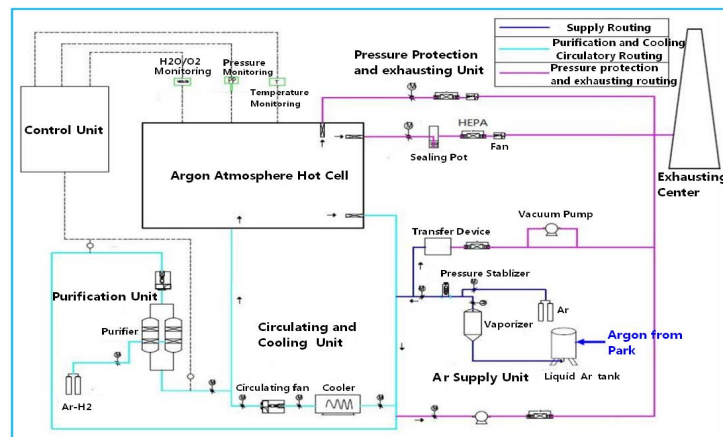 Supply Routing
Purification and Cooling
Circulatory Routing
Pressure protection
and exhausting routing
H2O/O2
Monitoring
Pressure
Monitoring
Temperature
Monitoring
Pressure Protection
and exhausting Unit
Control Unit
HEPA
Sealing Pot
Fan
Argon Atmosphere Hot Cell
Exhausting
Center
Vacuum Pump
Transfer Device
Pressure Stablizer
Purification Unit
Purifier
Ar-H2
Circulating and
Cooling Unit
Circulating fan
Cooler
Vaporizer
Ar
Argon from
Park
Ar Supply Unit
Liquid Ar tank